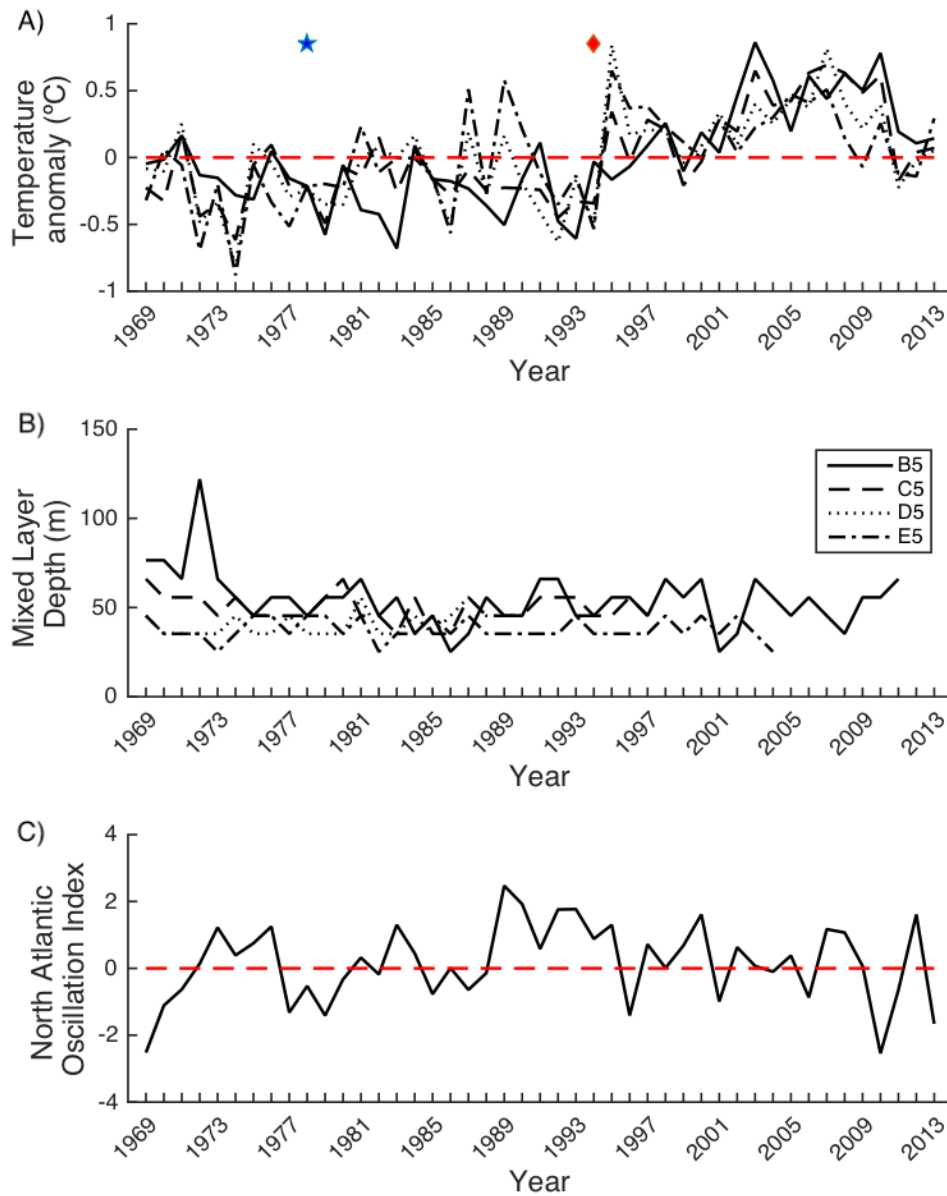 A)
1
0.5
0
-0.5
-1
Temperature
anomaly (ºC)
1969 1973 1977 1981 1985 1989 1993 1997 2001 2005 2009 2013
Year
B)
150
100
50
0
Mixed Layer
Depth (m)
B5
C5
D5
E5
1969 1973 1977 1981 1985 1989 1993 1997 2001 2005 2009 2013
Year
C)
4
2
0
-2
-4
North Atlantic
Oscillation Index
1969 1973 1977 1981 1985 1989 1993 1997 2001 2005 2009 2013
Year